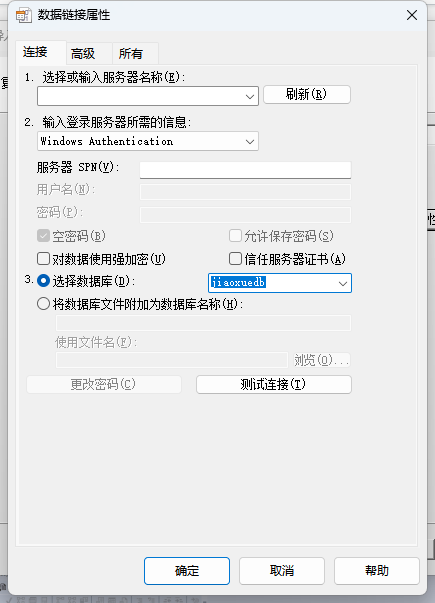 数据链接属性
连接 高级 所有
1. 选择或输入服务器名称(E):
刷新(R)
2. 输入登录服务器所需的信息:
Windows Authentication
服务器 SPN(V):
用户名(N):
密码(P):
空密码(B) 允许保存密码(S)
对数据使用强加密(U) 信任服务器证书(A)
3. 选择数据库(D): jiaoxuedb
将数据库文件附加为数据库名称(H):
使用文件名(F):
浏览(O)...
更改密码(C) 测试连接(T)
确定 取消 帮助